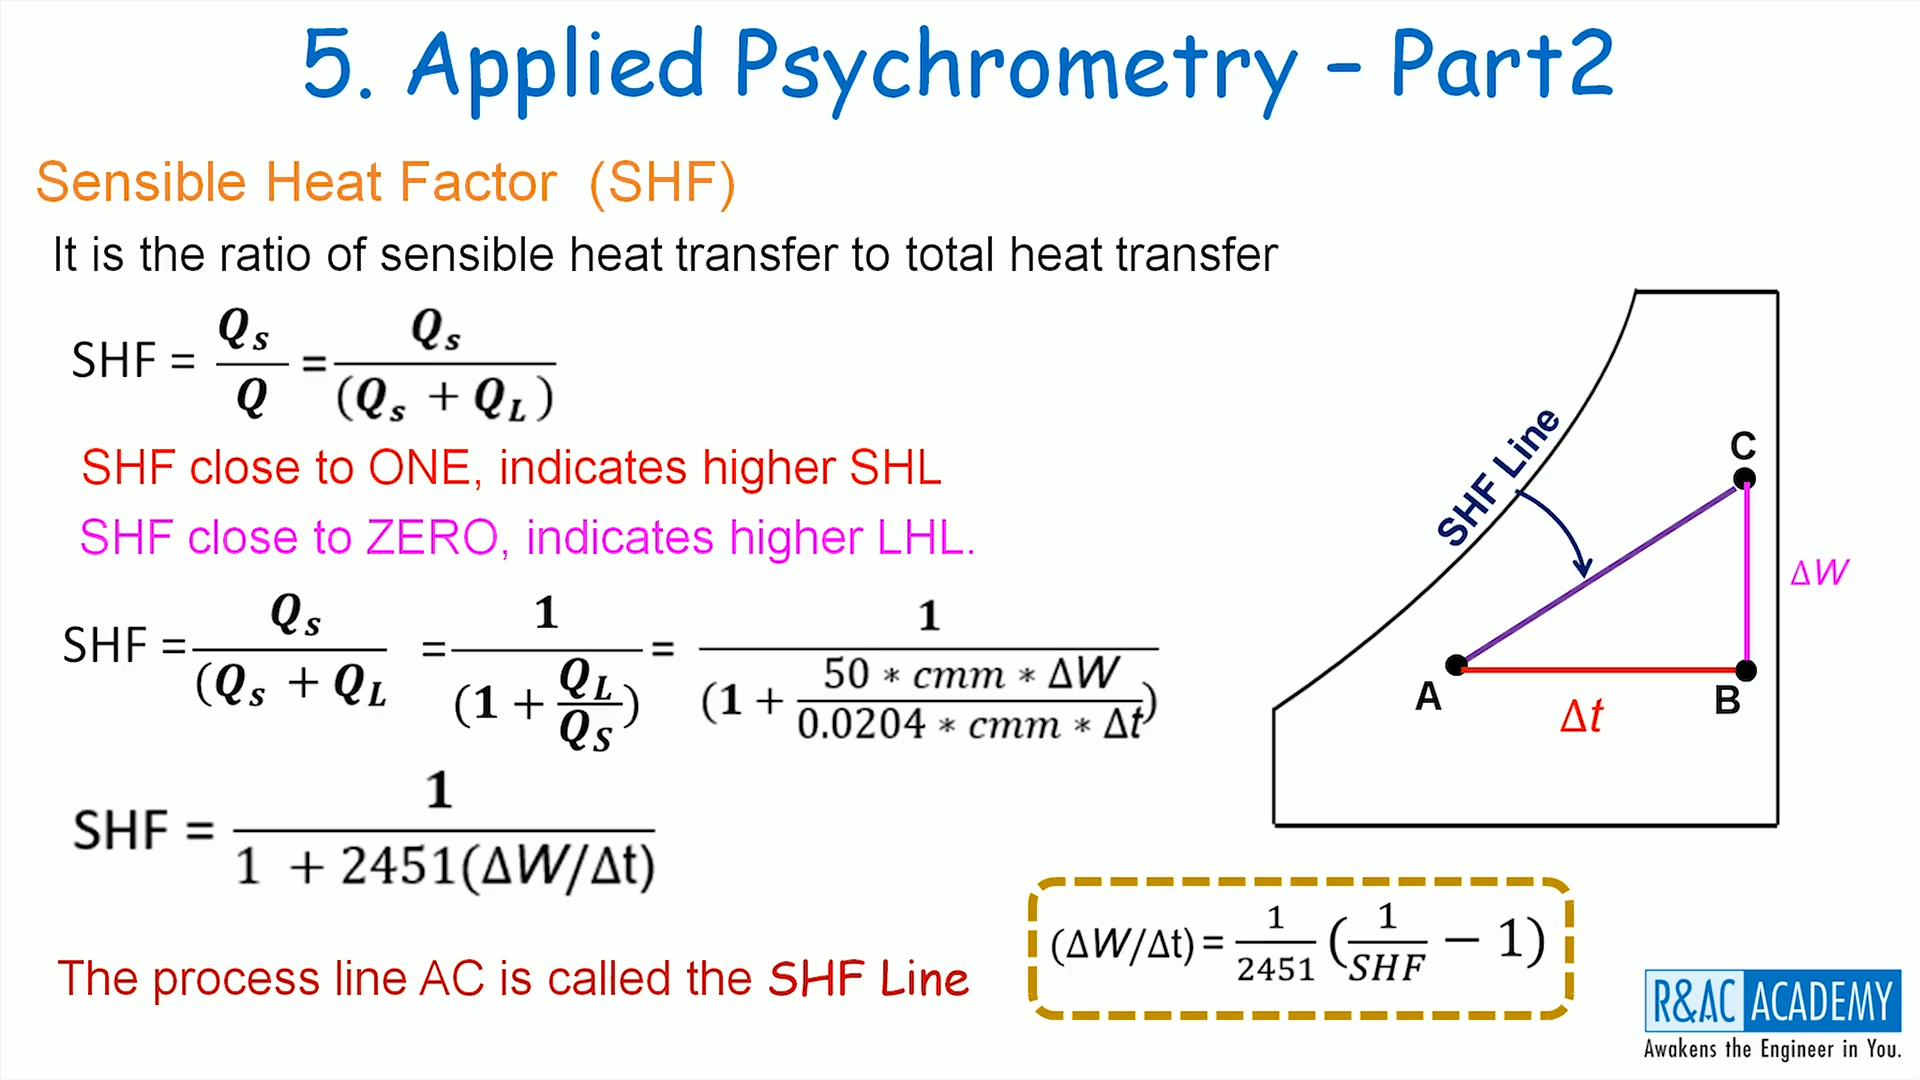 5. Applied Psychrometry – Part2
Sensible Heat Factor (SHF)
It is the ratio of sensible heat transfer to total heat transfer
SHF = Qs/Q = Qs/(Qs + QL)
SHF close to ONE, indicates higher SHL
SHF close to ZERO, indicates higher LHL.
SHF = Qs/(Qs + QL = 1/(1 + QL/QS) = 1/(1 + 50 * cmm * ΔW/0.0204 * cmm * Δt)
SHF = 1/1 + 2451(ΔW/Δt)
The process line AC is called the SHF Line
SHF Line
C
ΔW
A
B
Δt
(ΔW/Δt) = 1/2451 (1/SHF − 1)
R&AC ACADEMY
Awakens the Engineer in You.